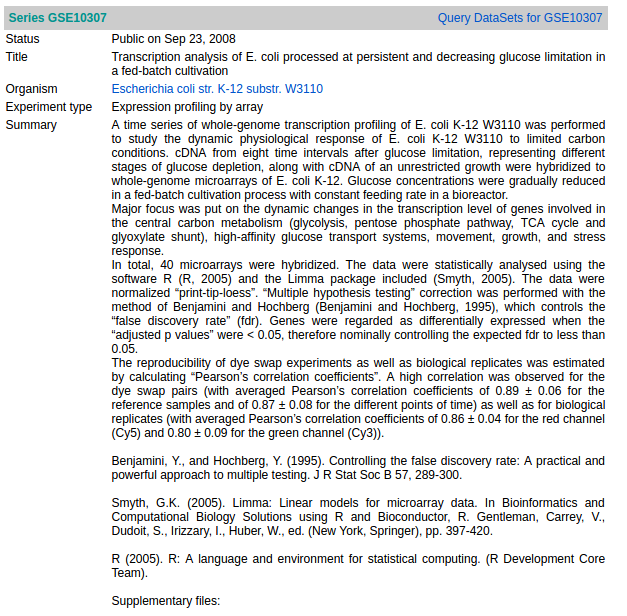 Series GSE10307 Query DataSets for GSE10307
Status Public on Sep 23, 2008
Title Transcription analysis of E. coli processed at persistent and decreasing glucose limitation in
a fed-batch cultivation
Organism Escherichia coli str. K-12 substr. W3110
Experiment type Expression profiling by array
Summary A time series of whole-genome transcription profiling of E. coli K-12 W3110 was performed
to study the dynamic physiological response of E. coli K-12 W3110 to limited carbon
conditions. cDNA from eight time intervals after glucose limitation, representing different
stages of glucose depletion, along with cDNA of an unrestricted growth were hybridized to
whole-genome microarrays of E. coli K-12. Glucose concentrations were gradually reduced
in a fed-batch cultivation process with constant feeding rate in a bioreactor.
Major focus was put on the dynamic changes in the transcription level of genes involved in
the central carbon metabolism (glycolysis, pentose phosphate pathway, TCA cycle and
glyoxylate shunt), high-affinity glucose transport systems, movement, growth, and stress
response.
In total, 40 microarrays were hybridized. The data were statistically analysed using the
software R (R, 2005) and the Limma package included (Smyth, 2005). The data were
normalized “print-tip-loess”. “Multiple hypothesis testing” correction was performed with the
method of Benjamini and Hochberg (Benjamini and Hochberg, 1995), which controls the
“false discovery rate” (fdr). Genes were regarded as differentially expressed when the
“adjusted p values” were < 0.05, therefore nominally controlling the expected fdr to less than
0.05.
The reproducibility of dye swap experiments as well as biological replicates was estimated
by calculating “Pearson’s correlation coefficients”. A high correlation was observed for the
dye swap pairs (with averaged Pearson’s correlation coefficients of 0.89 ± 0.06 for the
reference samples and of 0.87 ± 0.08 for the different points of time) as well as for biological
replicates (with averaged Pearson’s correlation coefficients of 0.86 ± 0.04 for the red channel
(Cy5) and 0.80 ± 0.09 for the green channel (Cy3)).
Benjamini, Y., and Hochberg, Y. (1995). Controlling the false discovery rate: A practical and
powerful approach to multiple testing. J R Stat Soc B 57, 289-300.
Smyth, G.K. (2005). Limma: Linear models for microarray data. In Bioinformatics and
Computational Biology Solutions using R and Bioconductor, R. Gentleman, Carrey, V.,
Dudoit, S., Irizzary, I., Huber, W., ed. (New York, Springer), pp. 397-420.
R (2005). R: A language and environment for statistical computing. (R Development Core
Team).
Supplementary files: